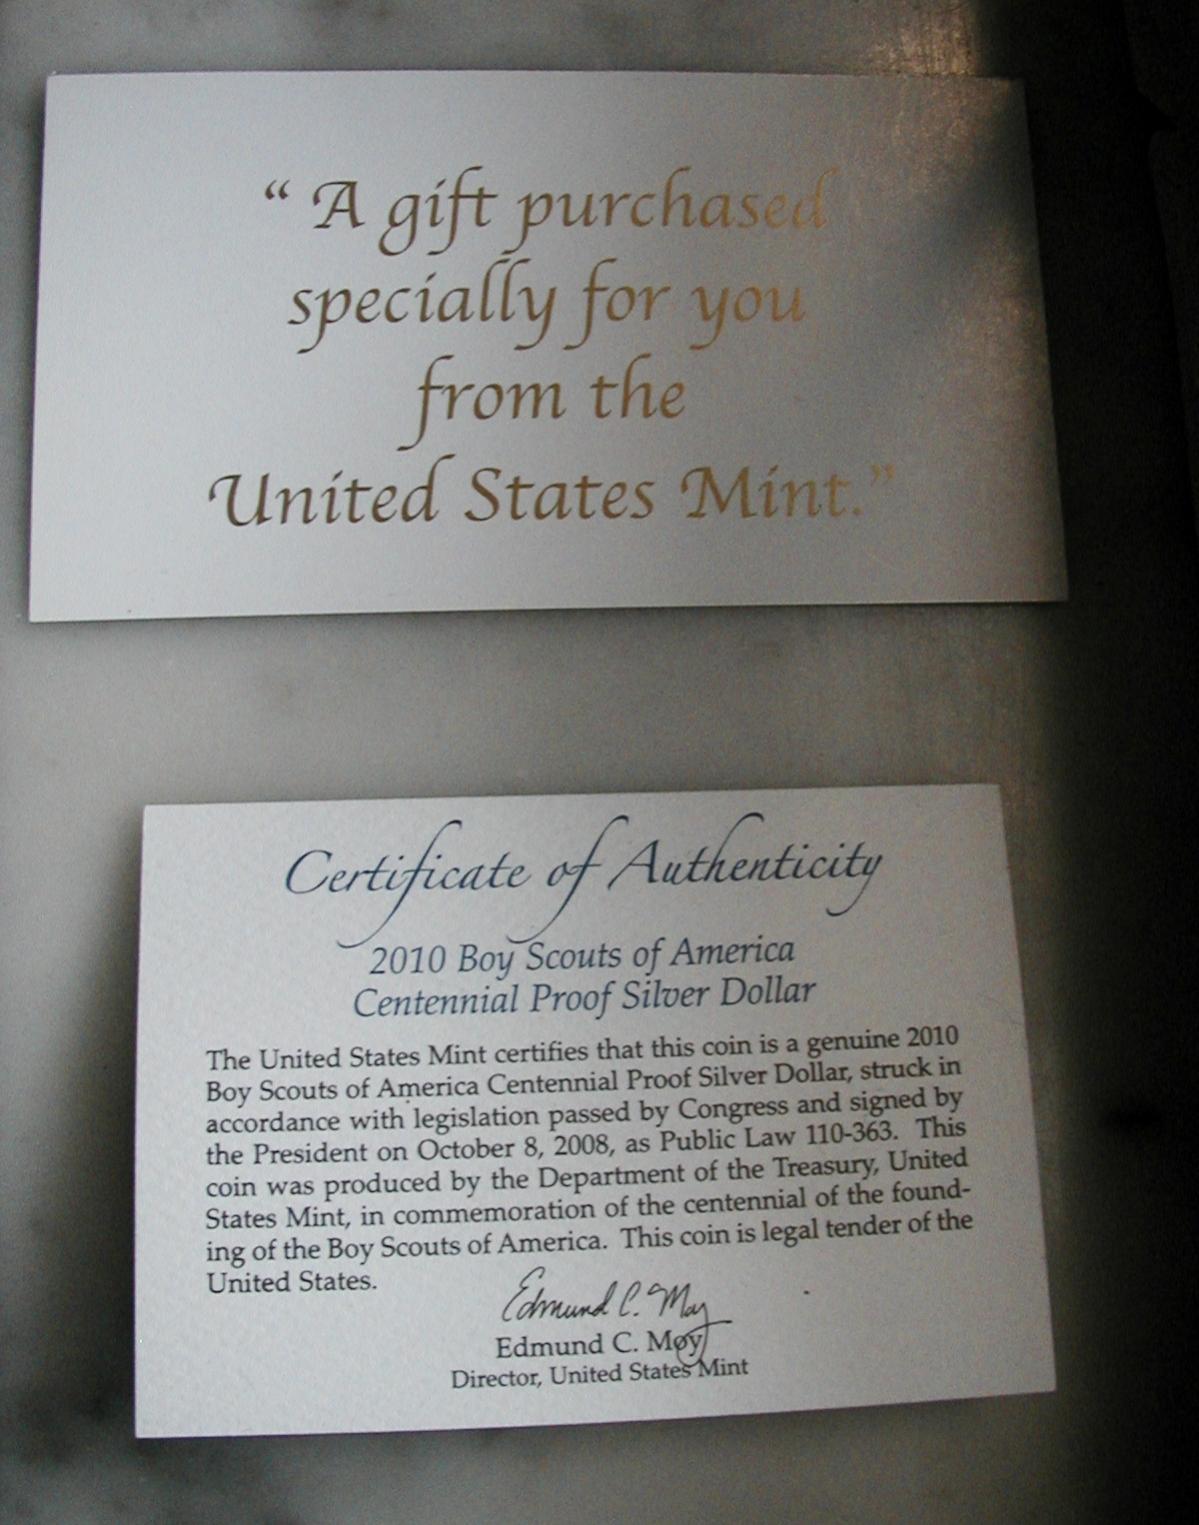 “ A gift purchased
specially for you
from the
United States Mint.”
Certificate of Authenticity
2010 Boy Scouts of America
Centennial Proof Silver Dollar
The United States Mint certifies that this coin is a genuine 2010
Boy Scouts of America Centennial Proof Silver Dollar, struck in
accordance with legislation passed by Congress and signed by
the President on October 8, 2008, as Public Law 110-363. This
coin was produced by the Department of the Treasury, United
States Mint, in commemoration of the centennial of the found-
ing of the Boy Scouts of America. This coin is legal tender of the
United States.
Edmund C. Moy
Edmund C. Moy
Director, United States Mint